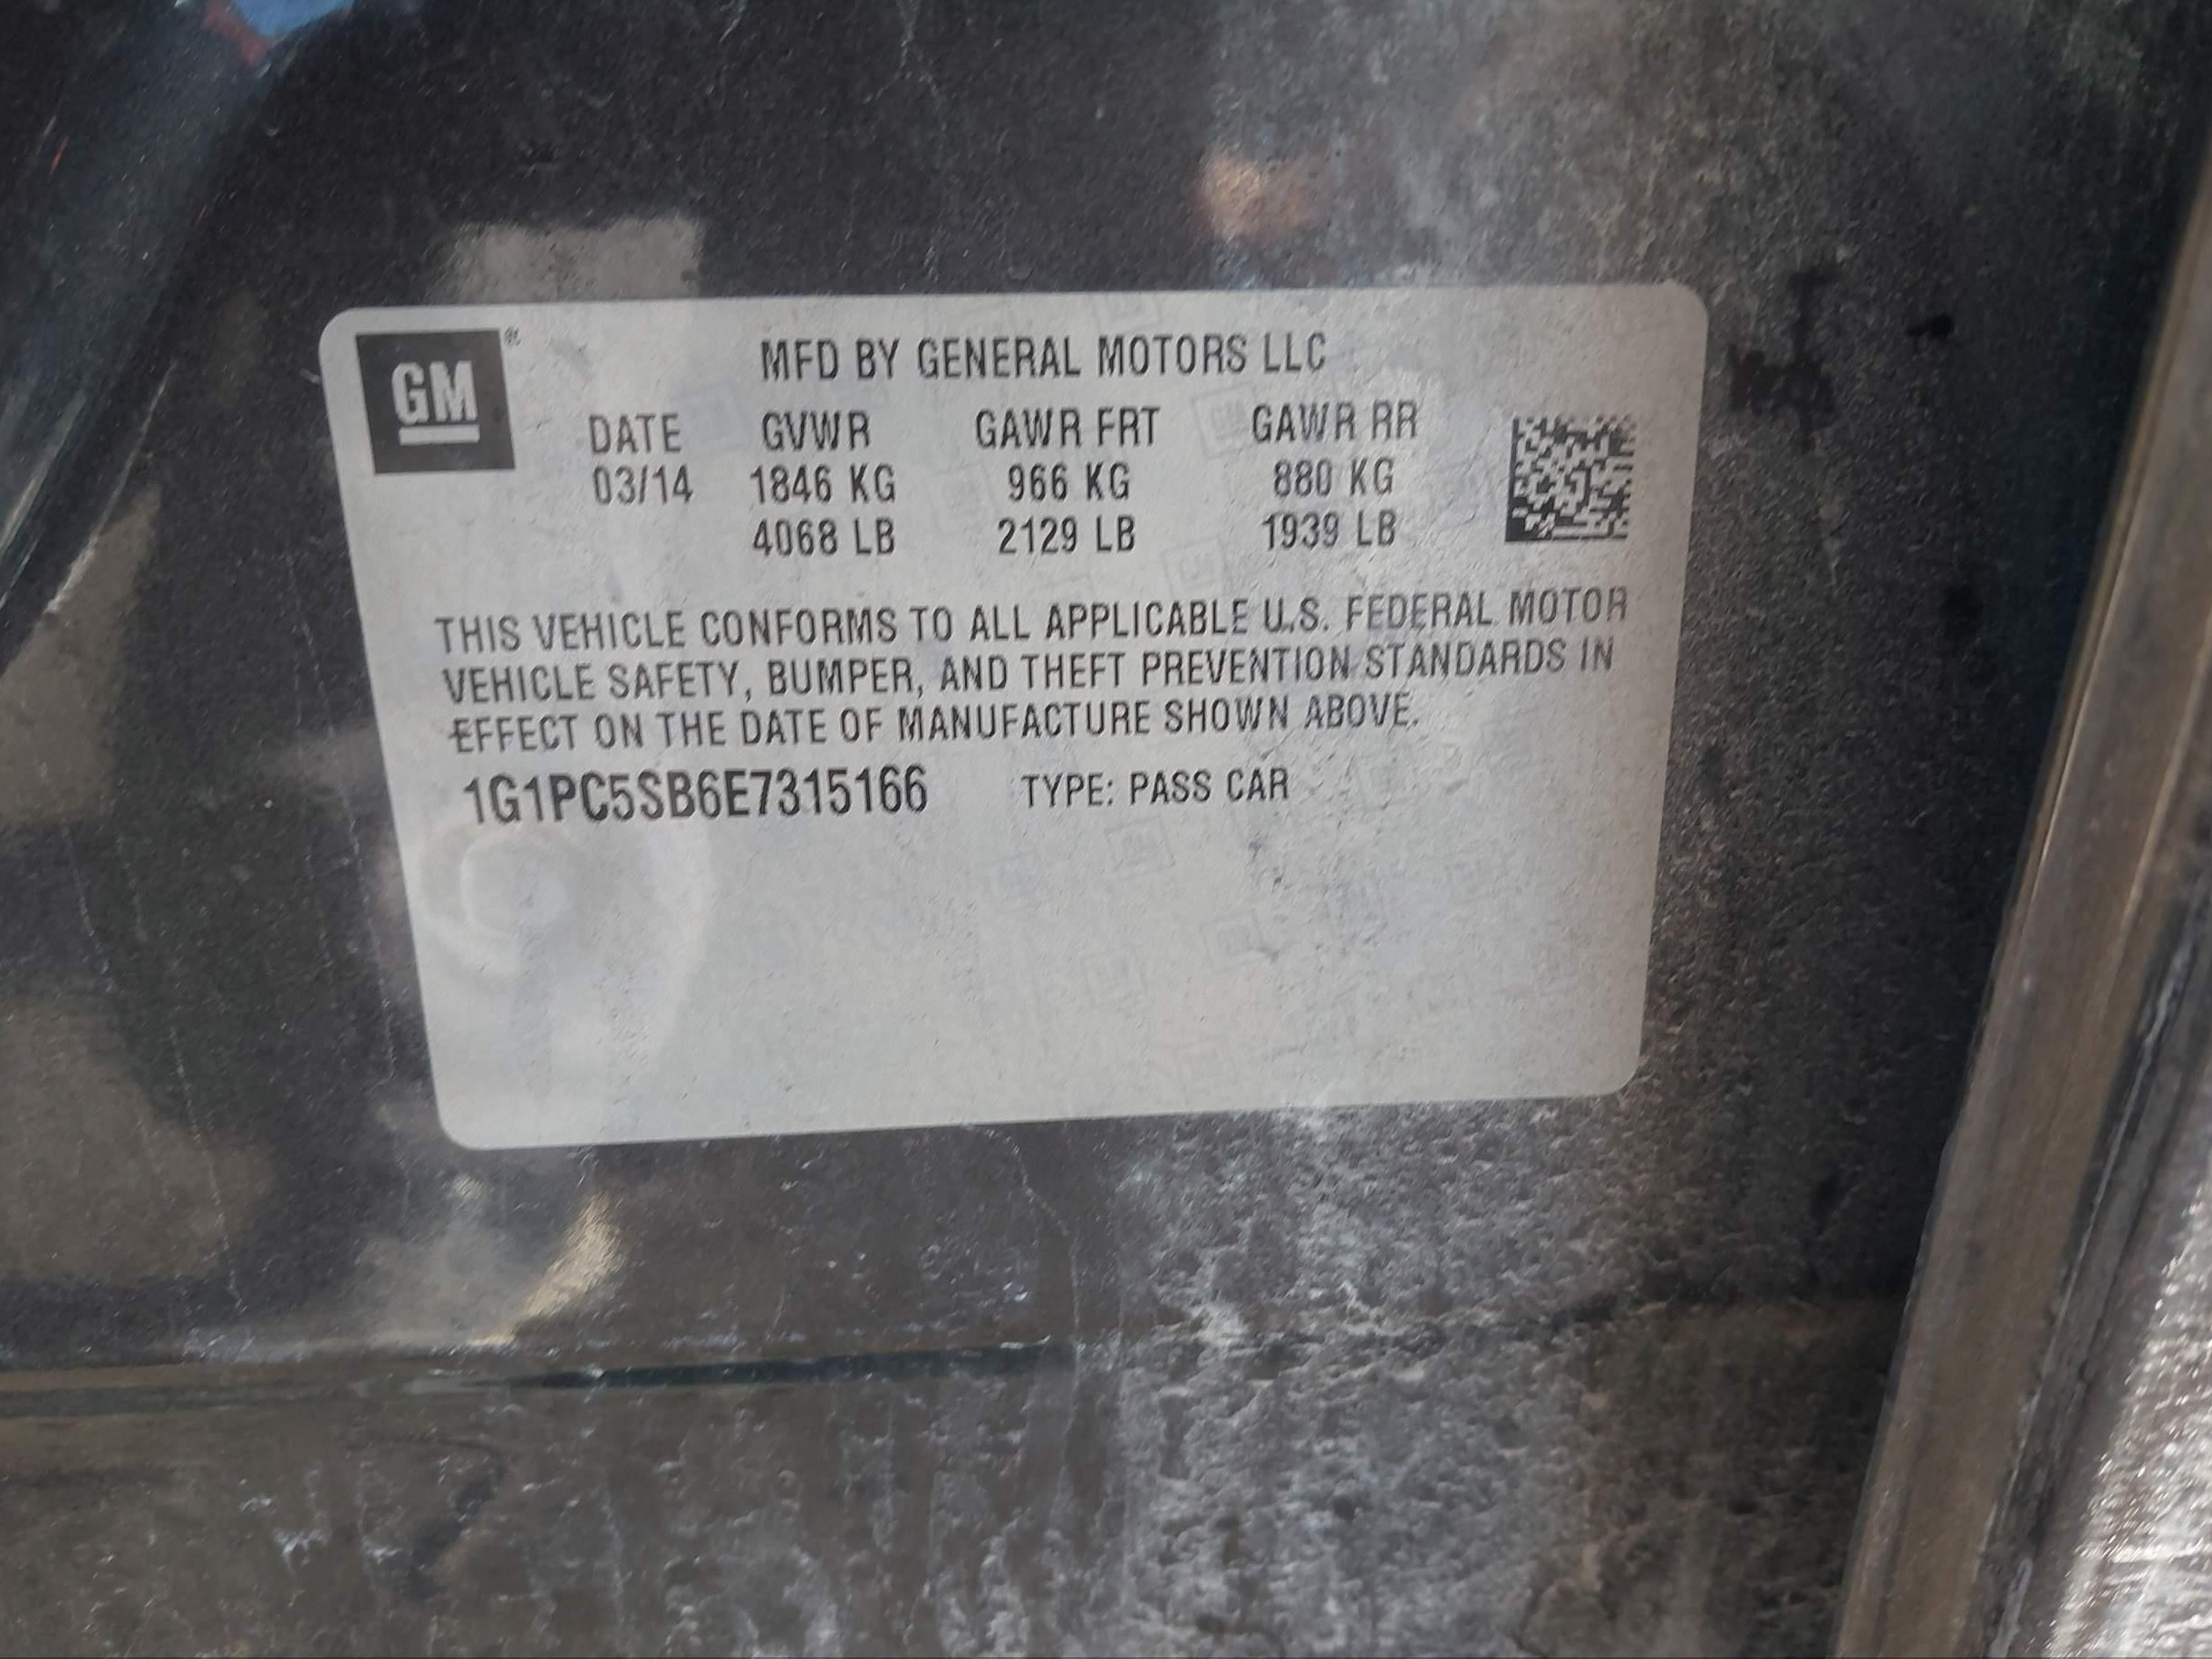 GM®
MFD BY GENERAL MOTORS LLC
DATE GVWR GAWR FRT GAWR RR
03/14 1846 KG 966 KG 880 KG
4068 LB 2129 LB 1939 LB
THIS VEHICLE CONFORMS TO ALL APPLICABLE U.S. FEDERAL MOTOR
VEHICLE SAFETY, BUMPER, AND THEFT PREVENTION STANDARDS IN
EFFECT ON THE DATE OF MANUFACTURE SHOWN ABOVE.
1G1PC5SB6E7315166 TYPE: PASS CAR